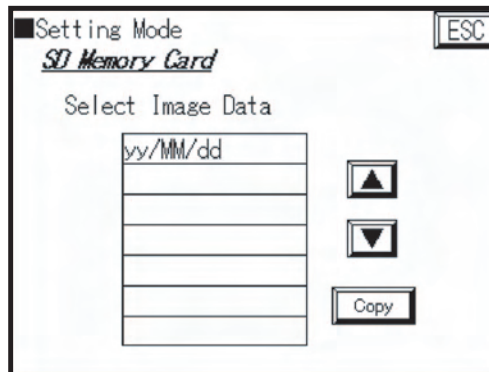 ■Setting Mode
ESC
SD Memory Card
Select Image Data
yy/MM/dd
▲
▼
Copy